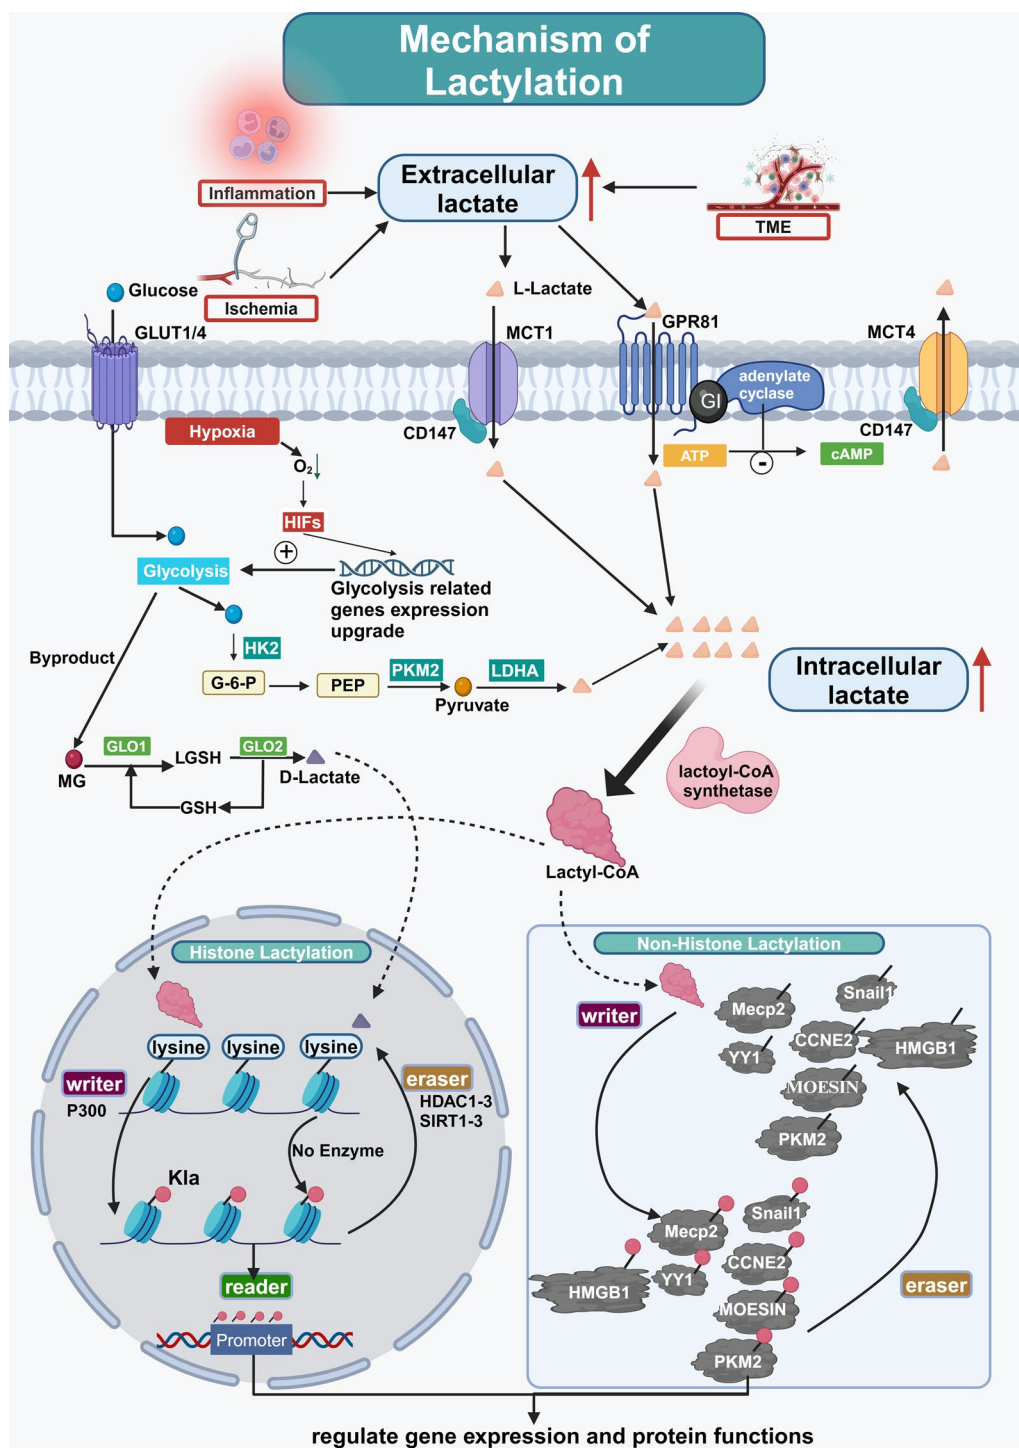 Mechanism of
Lactylation
Inflammation
Extracellular
lactate
TME
Ischemia
Glucose
L-Lactate
GLUT1/4
MCT1
GPR81
MCT4
adenylate
cyclase
GI
CD147
CD147
Hypoxia
O₂
ATP
-
cAMP
HIFs
+
Glycolysis
Glycolysis related
genes expression
upgrade
HK2
Byproduct
G-6-P
PEP
PKM2
LDHA
Pyruvate
Intracellular
lactate
GLO1
GLO2
MG
LGSH
D-Lactate
GSH
lactoyl-CoA
synthetase
Lactyl-CoA
Histone Lactylation
lysine
lysine
lysine
writer
P300
eraser
HDAC1-3
SIRT1-3
No Enzyme
Kla
reader
Promoter
Non-Histone Lactylation
writer
Mecp2
Snail1
YY1
CCNE2
HMGB1
MOESIN
PKM2
Mecp2
Snail1
HMGB1
YY1
CCNE2
MOESIN
PKM2
eraser
regulate gene expression and protein functions